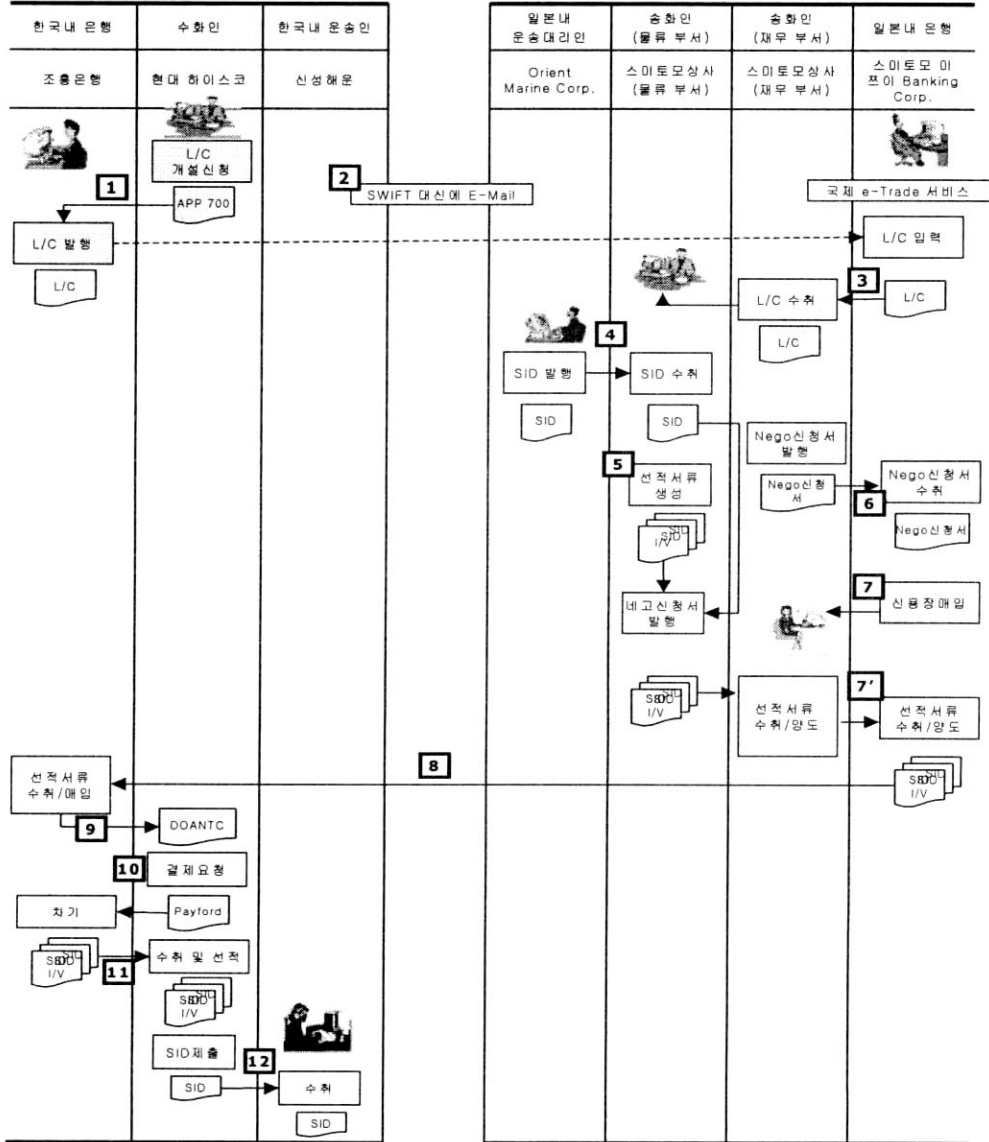 한국내 은행
수화인
한국내 운송인
일본내
운송대리인
송화인
(물류 부서)
송화인
(재무 부서)
일본내 은행
조흥은행
현대 하이스코
신성해운
Orient
Marine Corp.
스미토모상사
(물류 부서)
스미토모상사
(재무 부서)
스미토모 미
쯔이 Banking
Corp.
L/C
개설신청
1
2
SWIFT 대신에 E-Mail
국제 e-Trade 서비스
APP 700
L/C 발행
L/C 입력
L/C
3
L/C 수취
L/C
L/C
4
SID 발행
SID 수취
SID
SID
Nego신청서
발행
5
선적서류
생성
Nego신청
서
6
Nego신청서
수취
Nego신청서
SID
SID
I/V
7
신용장매입
네고신청서
발행
SID
I/V
7’
선적서류
수취/양도
선적서류
수취/양도
8
선적서류
수취/매입
SID
I/V
9
DOANTC
10
결제요청
차기
Payford
SID
I/V
11
수취 및 선적
SID
I/V
SID제출
12
SID
수취
SID